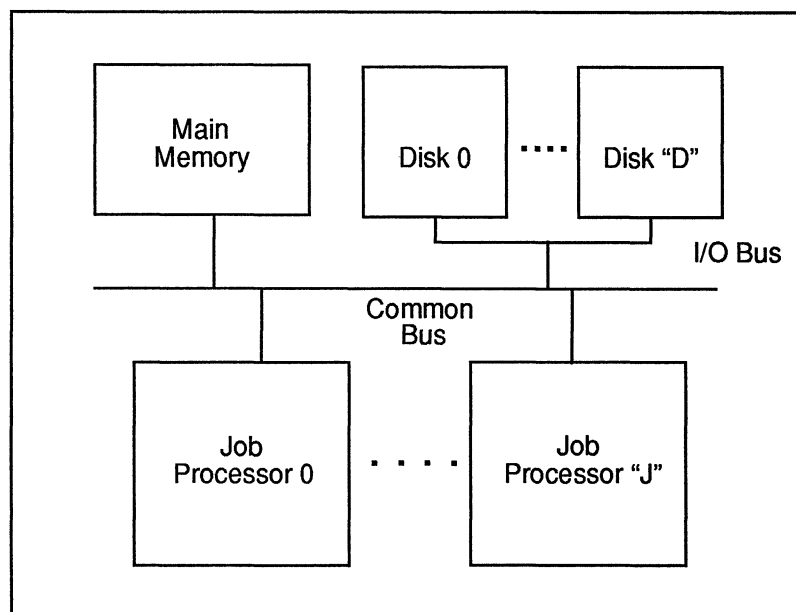 Main
Memory
Disk 0
Disk “D”
I/O Bus
Common
Bus
Job
Processor 0
Job
Processor “J”